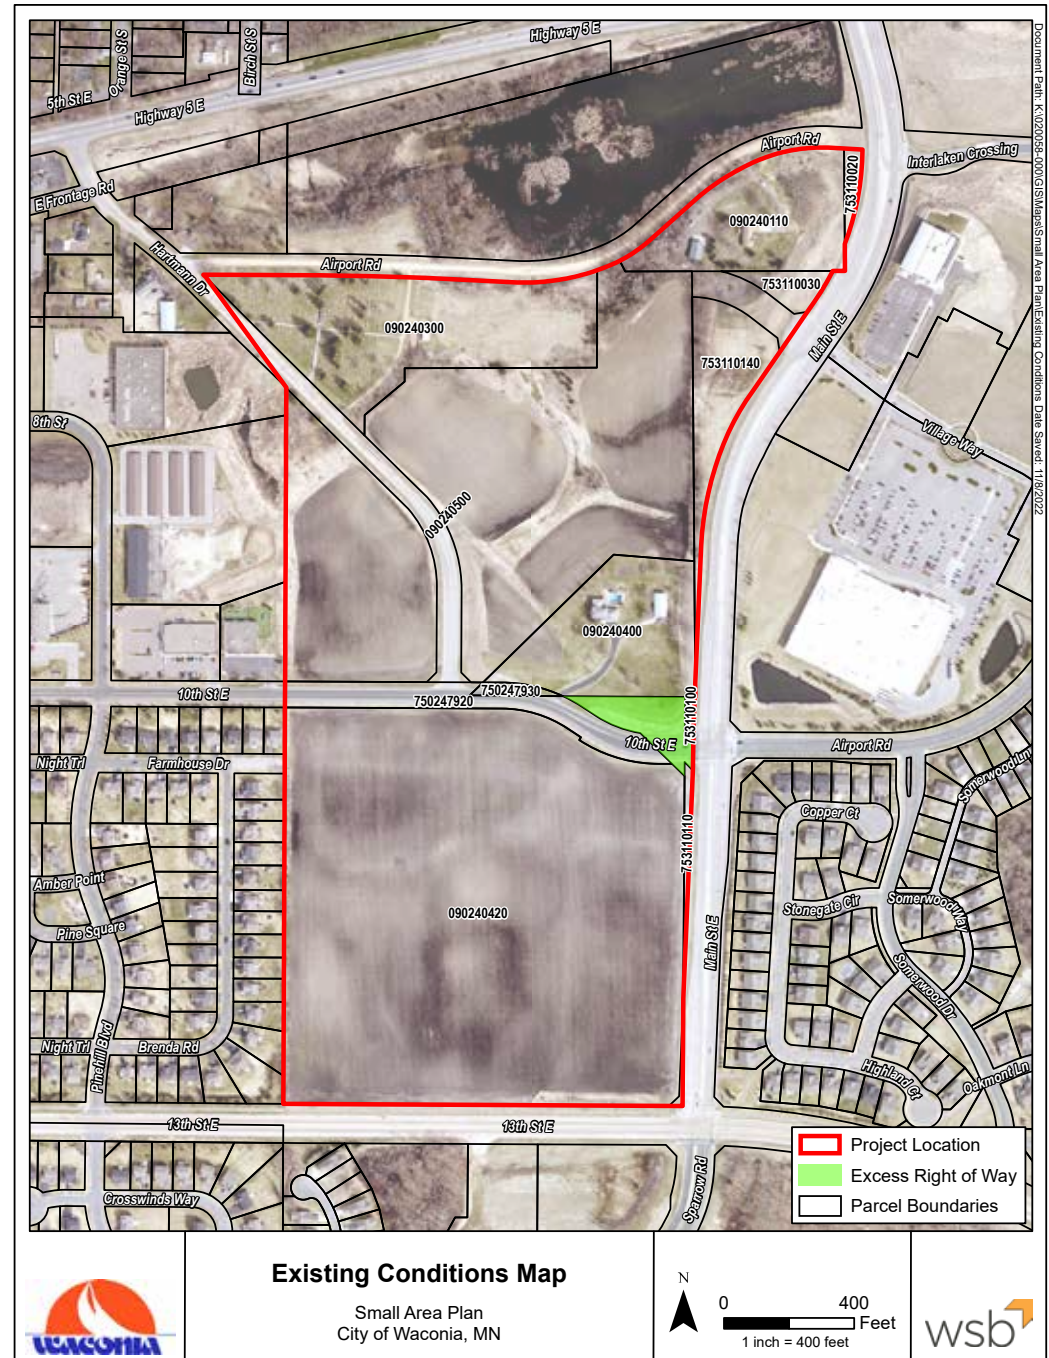 Highway 5 E
Orange St S
Birch St S
5th St E
Highway 5 E
Airport Rd
Interlaken Crossing
E Frontage Rd
753110020
090240110
Hartmann Dr
Airport Rd
753110030
090240300
Main St E
753110140
8th St
Village Way
090240500
090240400
10th St E
750247930
750247920
753110100
10th St E
Airport Rd
Night Trl
Farmhouse Dr
Somerwood Ln
Copper Ct
753110110
Amber Point
Stonegate Cir
Somerwood Way
090240420
Pine Square
Main St E
Somerwood Dr
Night Trl
Brenda Rd
Pinehill Blvd
Highland Ct
Oakmont Ln
13th St E
13th St E
Sparrow Rd
Crosswinds Way
Project Location
Excess Right of Way
Parcel Boundaries
Document Path: K:\020058-000\GIS\Maps\Small Area Plan\Existing Conditions Date Saved: 11/8/2022
WACONIA
Existing Conditions Map
Small Area Plan
City of Waconia, MN
N
0 400
Feet
1 inch = 400 feet
wsb